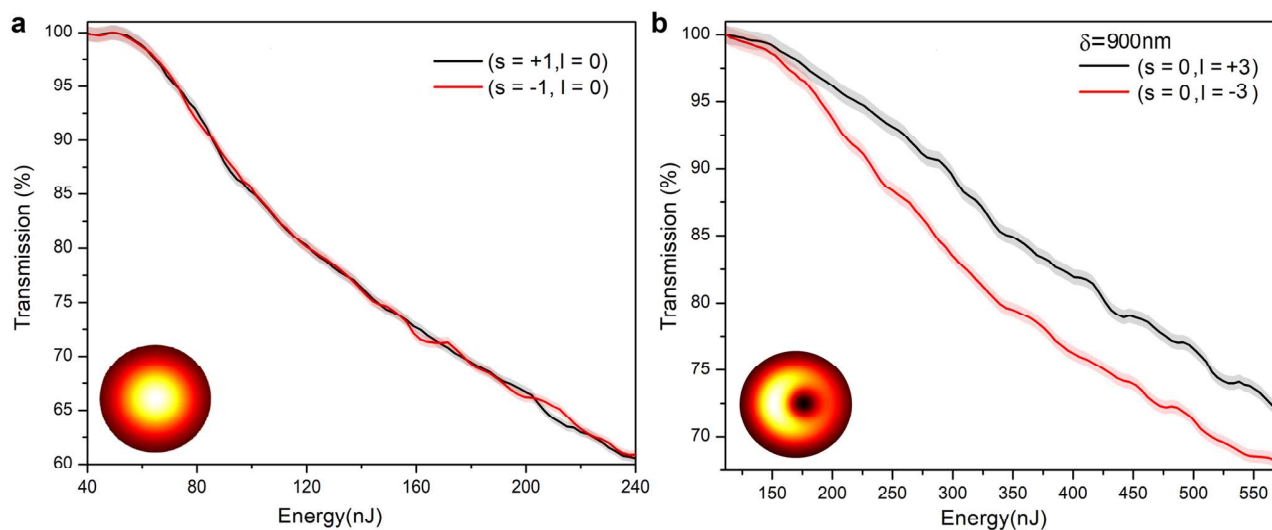 a
100
95
90
85
80
75
70
65
60
40
80
120
160
200
240
Transmission (%)
Energy(nJ)
(s = +1,l = 0)
(s = -1, l = 0)
b
δ=900nm
(s = 0,l = +3)
(s = 0,l = -3)
100
95
90
85
80
75
70
150
200
250
300
350
400
450
500
550
Transmission (%)
Energy(nJ)